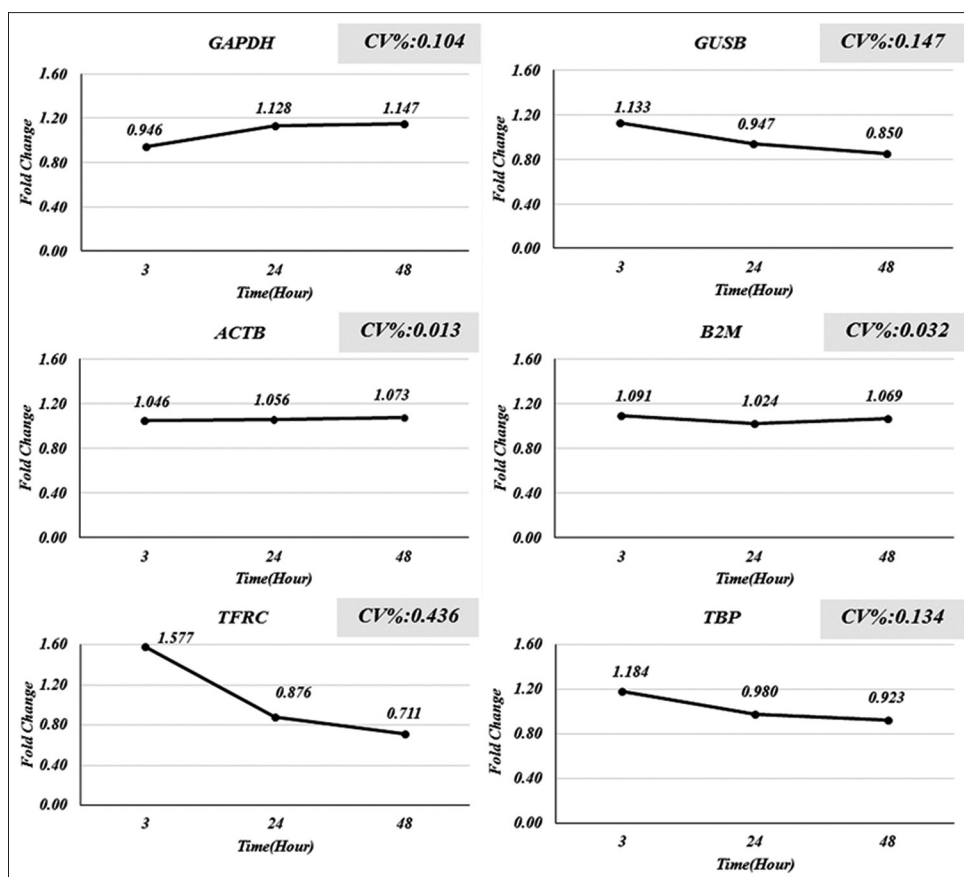 GAPDH
CV%:0.104
1.60
1.20
0.80
0.40
0.00
Fold Change
0.946
1.128
1.147
3
24
48
Time(Hour)
GUSB
CV%:0.147
1.60
1.20
0.80
0.40
0.00
Fold Change
1.133
0.947
0.850
3
24
48
Time(Hour)
ACTB
CV%:0.013
1.60
1.20
0.80
0.40
0.00
Fold Change
1.046
1.056
1.073
3
24
48
Time(Hour)
B2M
CV%:0.032
1.60
1.20
0.80
0.40
0.00
Fold Change
1.091
1.024
1.069
3
24
48
Time(Hour)
TFRC
CV%:0.436
1.60
1.20
0.80
0.40
0.00
Fold Change
1.577
0.876
0.711
3
24
48
Time(Hour)
TBP
CV%:0.134
1.60
1.20
0.80
0.40
0.00
Fold Change
1.184
0.980
0.923
3
24
48
Time(Hour)